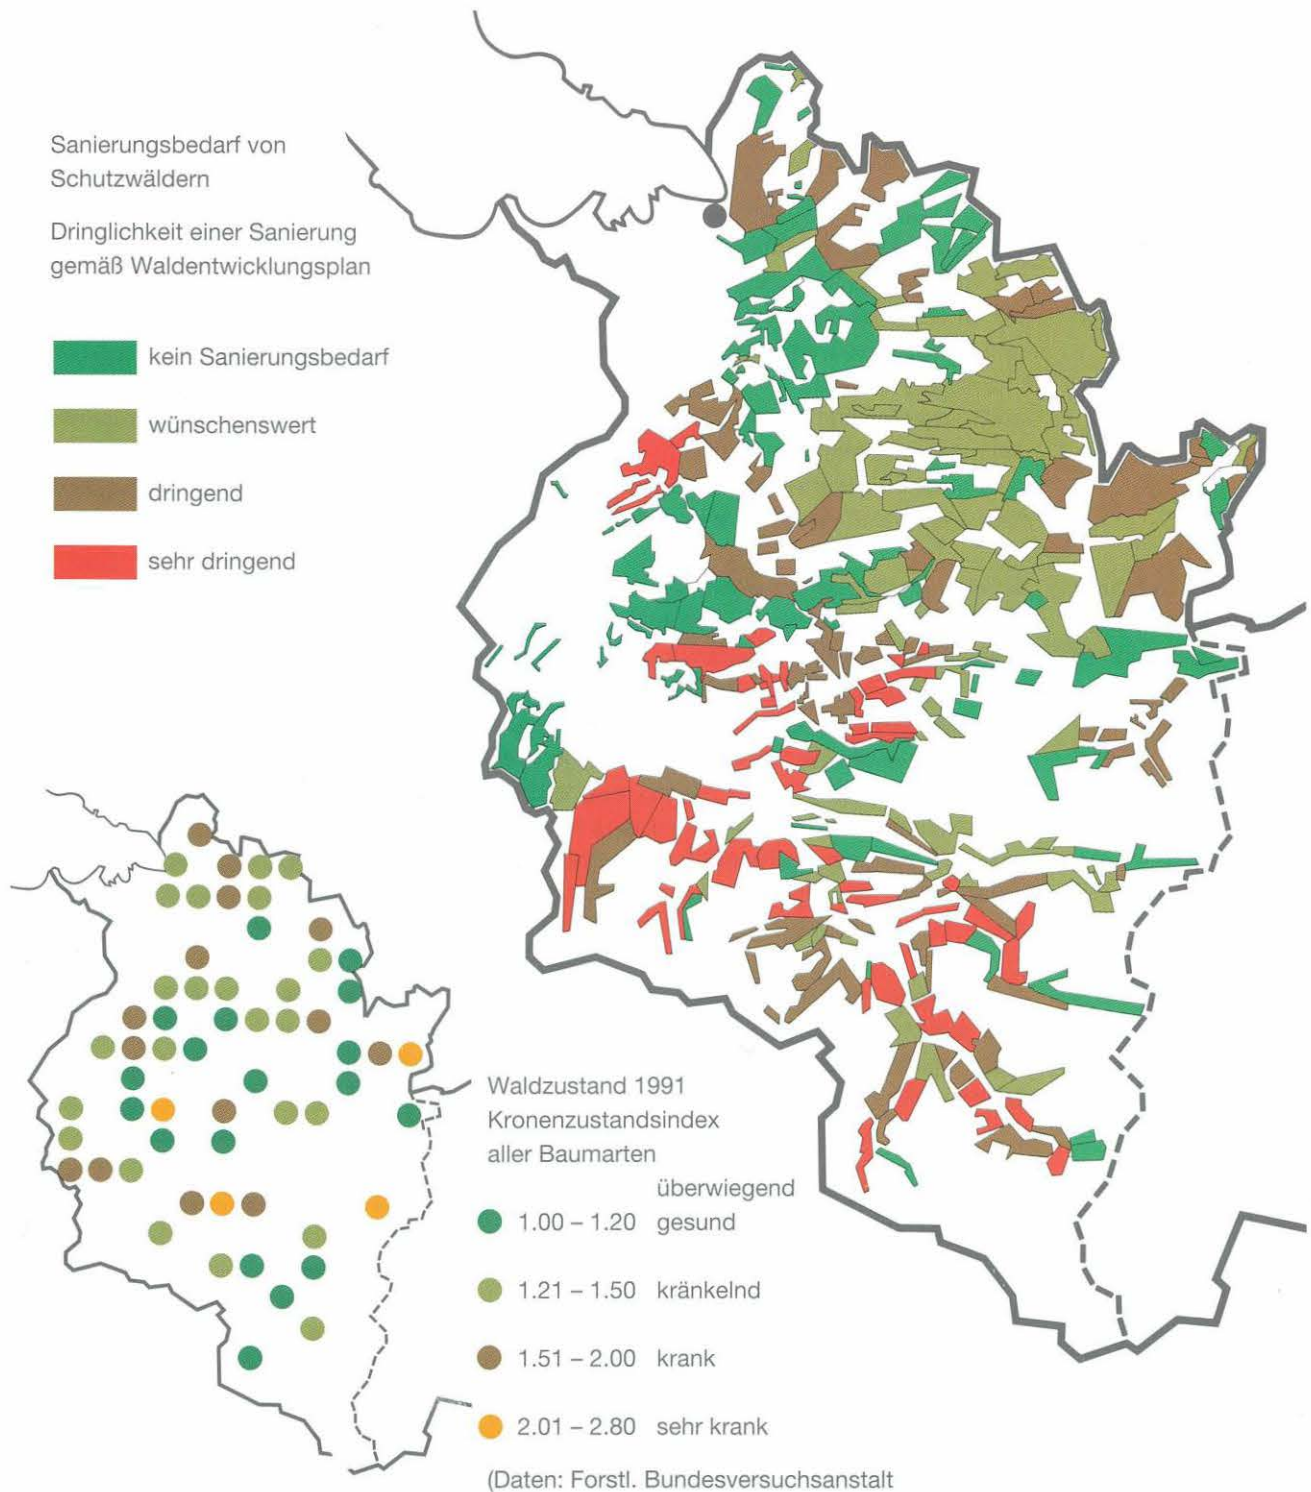 Sanierungsbedarf von
Schutzwäldern
Dringlichkeit einer Sanierung
gemäß Waldentwicklungsplan
kein Sanierungsbedarf
wünschenswert
dringend
sehr dringend
Waldzustand 1991
Kronenzustandsindex
aller Baumarten
überwiegend
1.00 – 1.20 gesund
1.21 – 1.50 kränkelnd
1.51 – 2.00 krank
2.01 – 2.80 sehr krank
(Daten: Forstl. Bundesversuchsanstalt